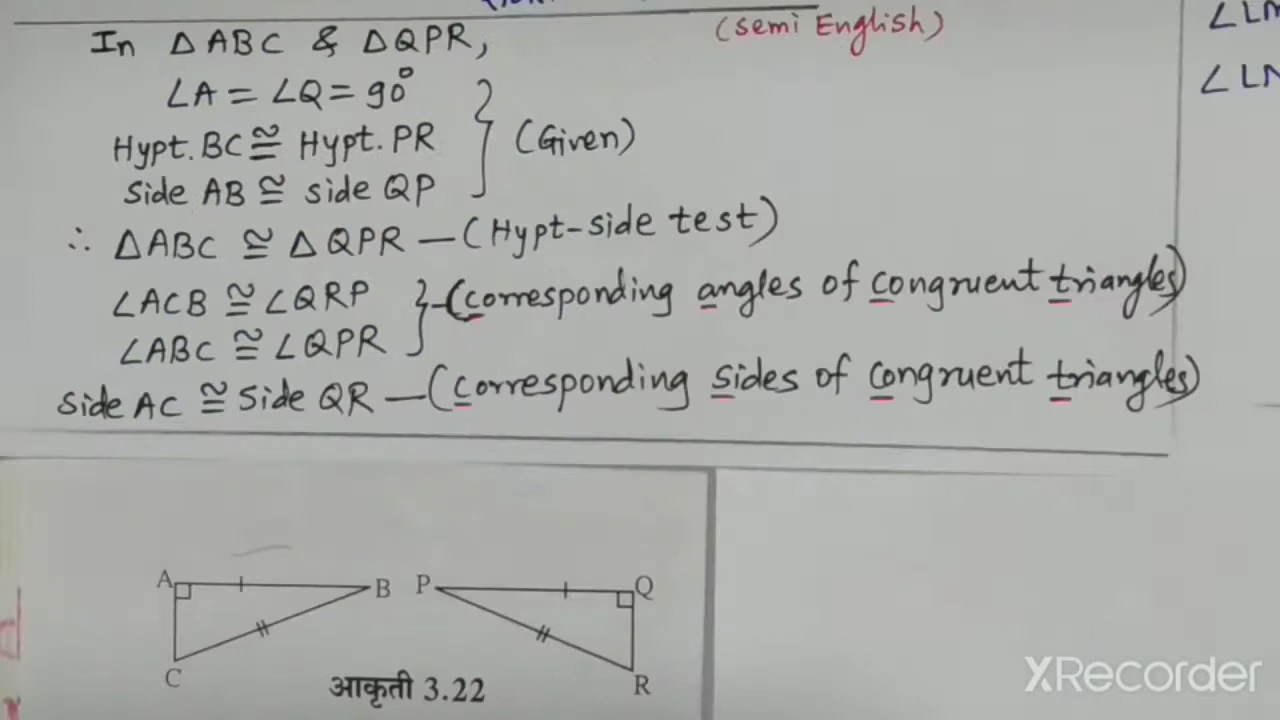 (semi English)
In △ABC & △QPR,
∠A = ∠Q = 90°
Hypt. BC ≅ Hypt. PR
Side AB ≅ side QP
} (Given)
∴ △ABC ≅ △QPR — (Hypt-side test)
∠ACB ≅ ∠QRP
∠ABC ≅ ∠QPR
} — (corresponding angles of congruent triangles)
Side AC ≅ Side QR — (corresponding sides of congruent triangles)
∠LM
∠LN
A B P Q
C R
आकृती 3.22
XRecorder